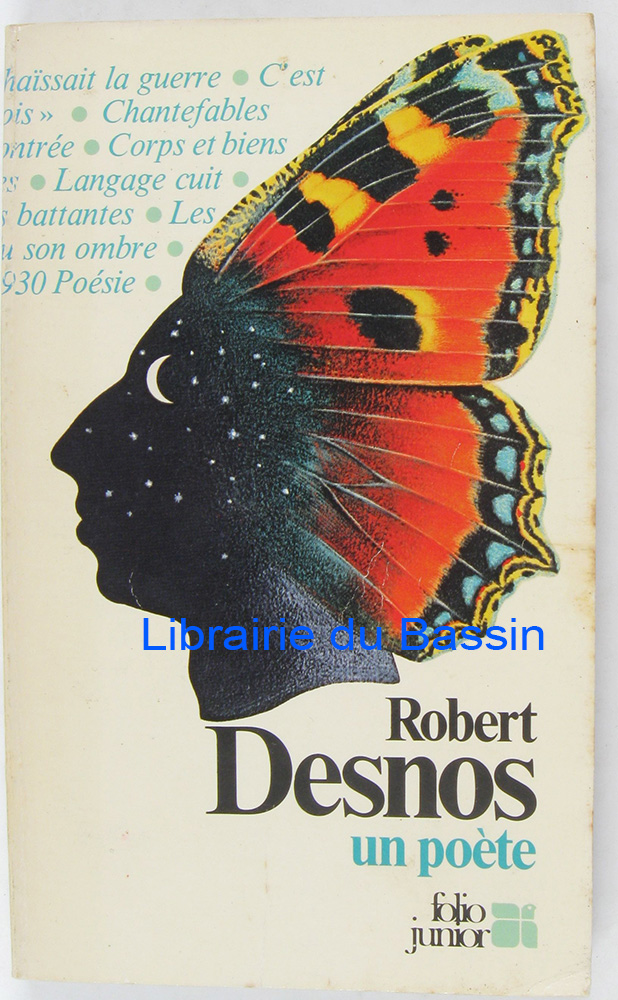 haïssait la guerre • C'est
ois » • Chantefables
ontrée • Corps et biens
es • Langage cuit •
s battantes • Les
u son ombre •
930 Poésie •
Librairie du Bassin
Robert
Desnos
un poète
folio
junior